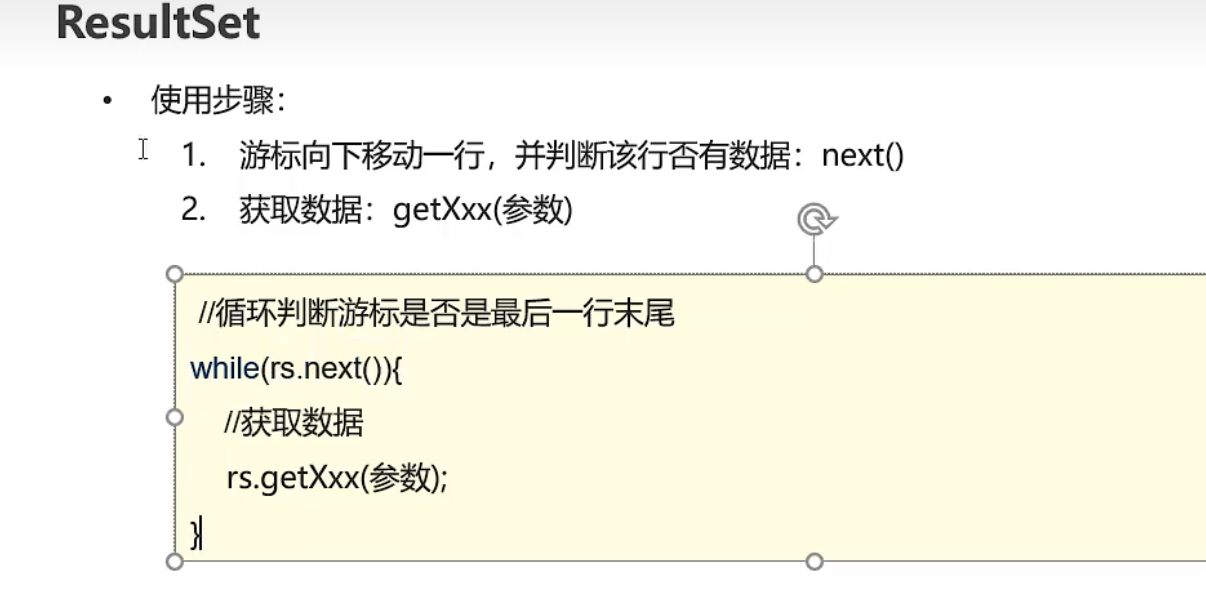 ResultSet
• 使用步骤：
1. 游标向下移动一行，并判断该行否有数据：next()
2. 获取数据：getXxx(参数)
//循环判断游标是否是最后一行末尾
while(rs.next()){
//获取数据
rs.getXxx(参数);
}